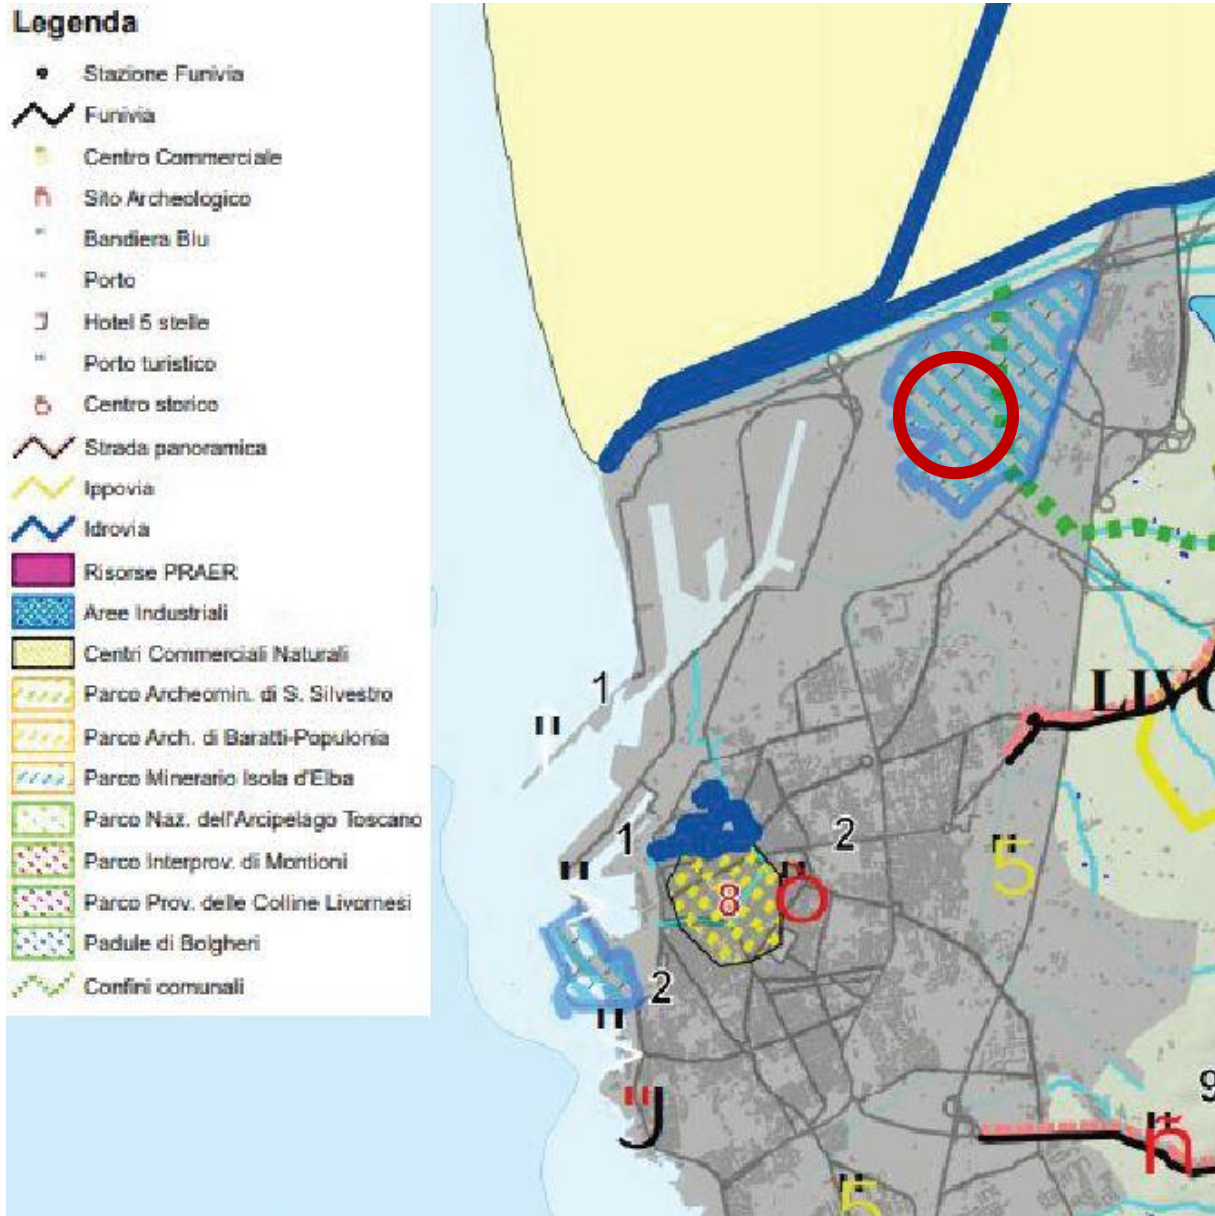 Legenda
Stazione Funivia
Funivia
Centro Commerciale
Sito Archeologico
Bandiera Blu
Porto
Hotel 5 stelle
Porto turistico
Centro storico
Strada panoramica
Ippovia
Idrovia
Risorse PRAER
Aree Industriali
Centri Commerciali Naturali
Parco Archeomin. di S. Silvestro
Parco Arch. di Baratti-Populonia
Parco Minerario Isola d'Elba
Parco Naz. dell'Arcipelago Toscano
Parco Interprov. di Montioni
Parco Prov. delle Colline Livornesi
Padule di Bolgheri
Confini comunali
1
LIVO
1
2
5
8
2
9
5